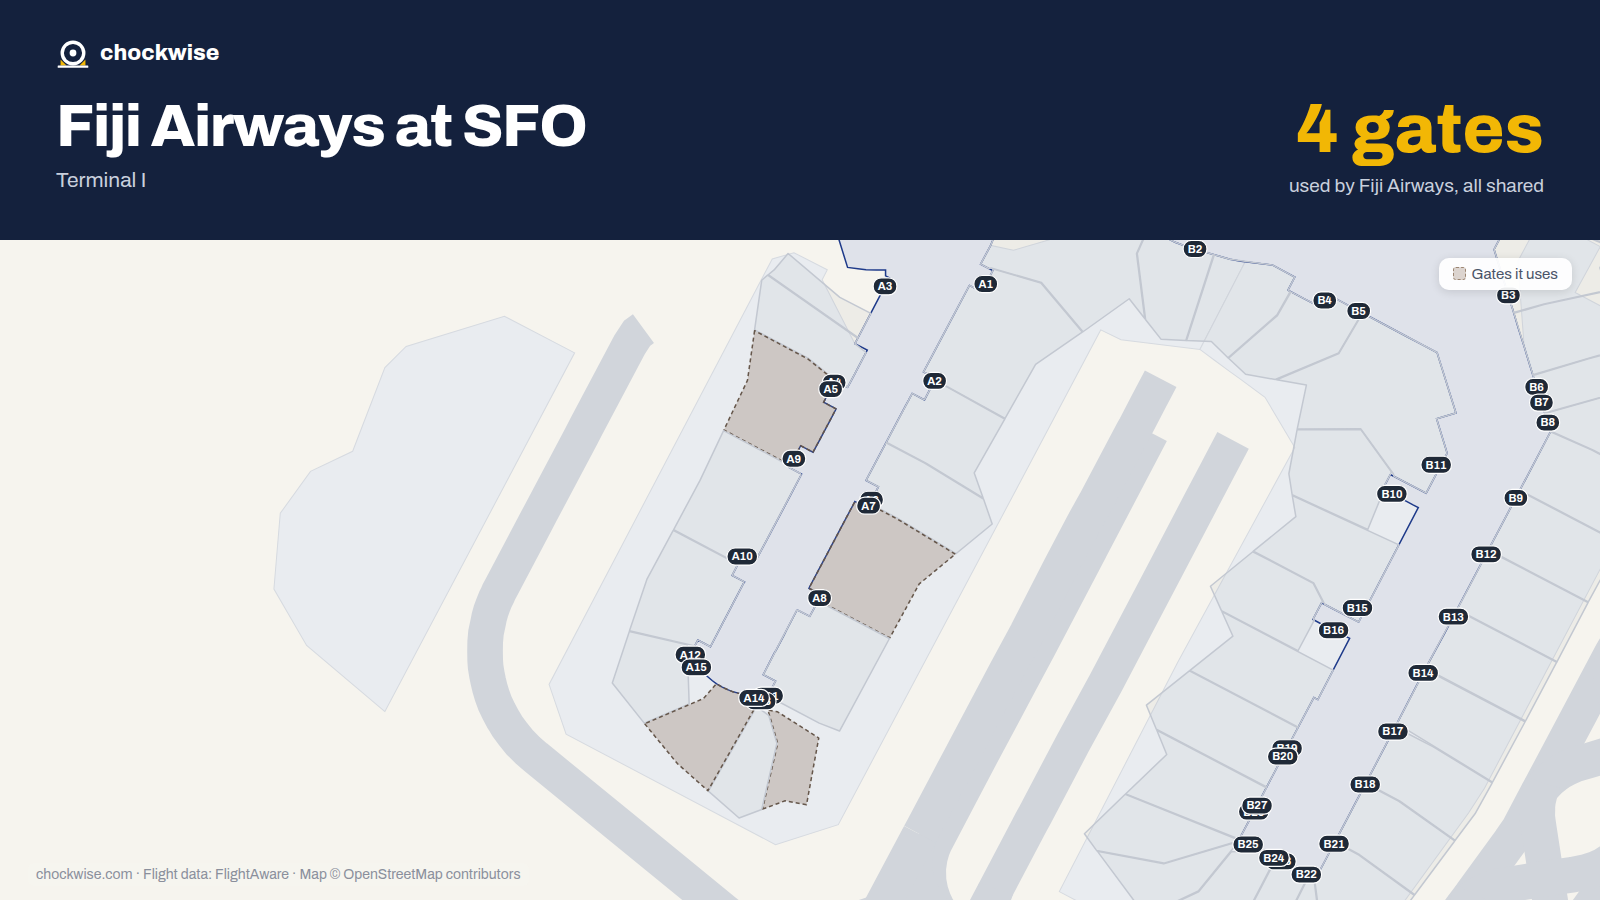 chockwise
Fiji Airways at SFO
Terminal I
4 gates
used by Fiji Airways, all shared
Gates it uses
B2
A3
A1
B3
B4
B5
A5
A2
B6
B7
B8
A9
B11
B10
B9
A7
A10
B12
A8
B15
B13
B16
A12
A15
B14
A14
B17
B20
B18
B27
B25
B21
B24
B22
chockwise.com · Flight data: FlightAware · Map © OpenStreetMap contributors